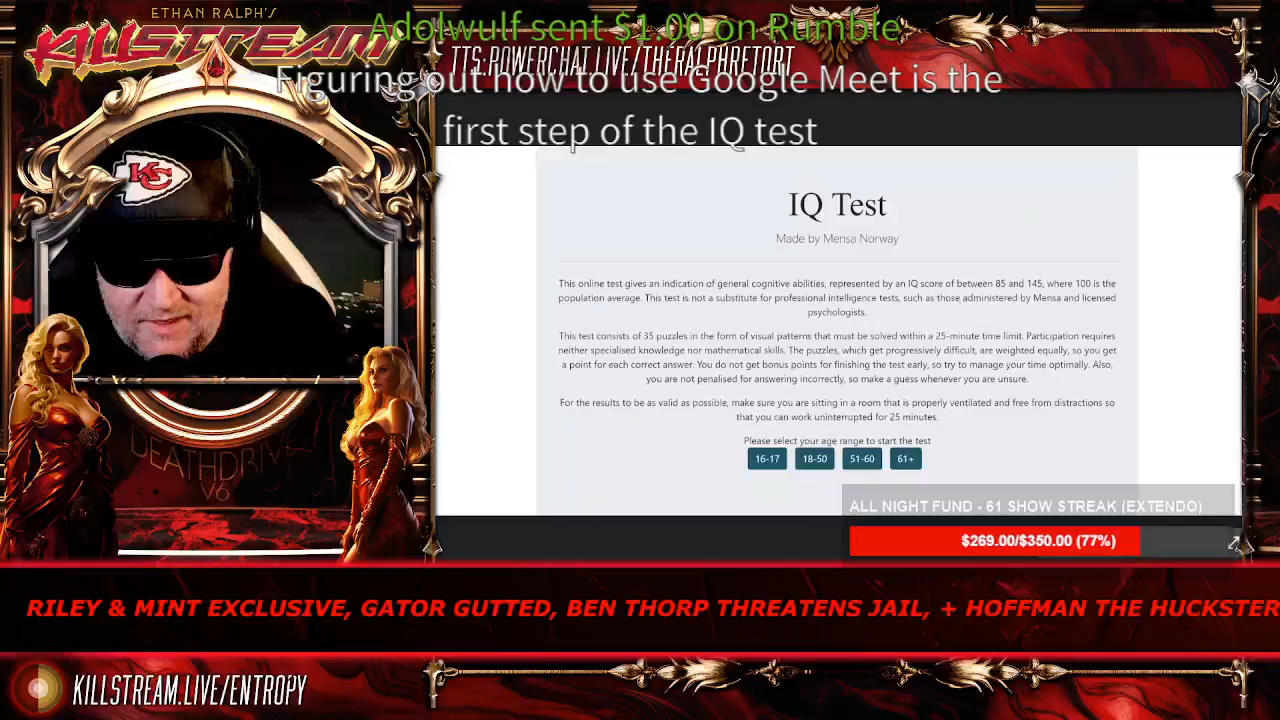 ETHAN RALPH'S
KILLSTREAM
Adolwulf sent $1.00 on Rumble
TTS:POWERCHAT.LIVE/THERALPHRETORT
Figuring out how to use Google Meet is the
first step of the IQ test
KC
IQ Test
Made by Mensa Norway
This online test gives an indication of general cognitive abilities, represented by an IQ score of between 85 and 145, where 100 is the
population average. This test is not a substitute for professional intelligence tests, such as those administered by Mensa and licensed
psychologists.
This test consists of 35 puzzles in the form of visual patterns that must be solved within a 25-minute time limit. Participation requires
neither specialised knowledge nor mathematical skills. The puzzles, which get progressively difficult, are weighted equally, so you get
a point for each correct answer. You do not get bonus points for finishing the test early, so try to manage your time optimally. Also,
you are not penalised for answering incorrectly, so make a guess whenever you are unsure.
For the results to be as valid as possible, make sure you are sitting in a room that is properly ventilated and free from distractions so
that you can work uninterrupted for 25 minutes.
Please select your age range to start the test
16-17 18-50 51-60 61+
DEATHDRIVE
V6
ALL NIGHT FUND - 61 SHOW STREAK (EXTENDO)
$269.00/$350.00 (77%)
RILEY & MINT EXCLUSIVE, GATOR GUTTED, BEN THORP THREATENS JAIL, + HOFFMAN THE HUCKSTER
KILLSTREAM.LIVE/ENTROPY